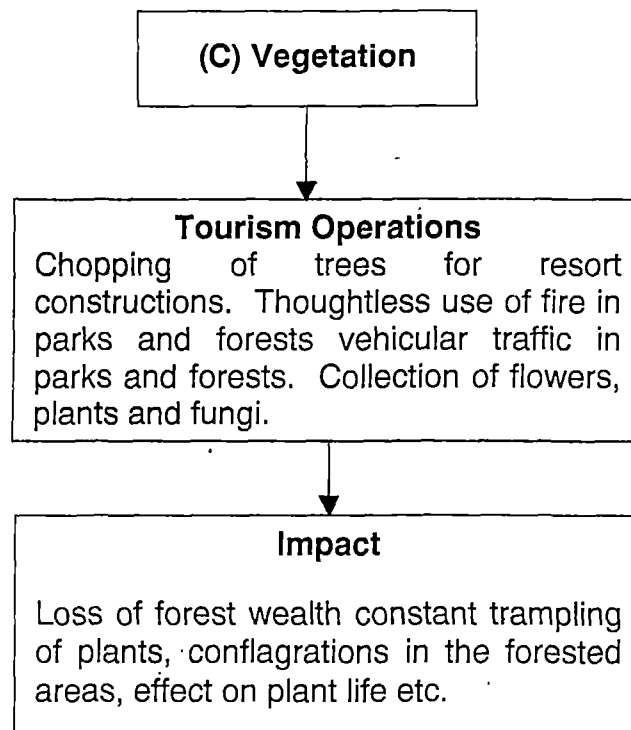 (C) Vegetation
Tourism Operations
Chopping of trees for resort
constructions. Thoughtless use of fire in
parks and forests vehicular traffic in
parks and forests. Collection of flowers,
plants and fungi.
Impact
Loss of forest wealth constant trampling
of plants, conflagrations in the forested
areas, effect on plant life etc.